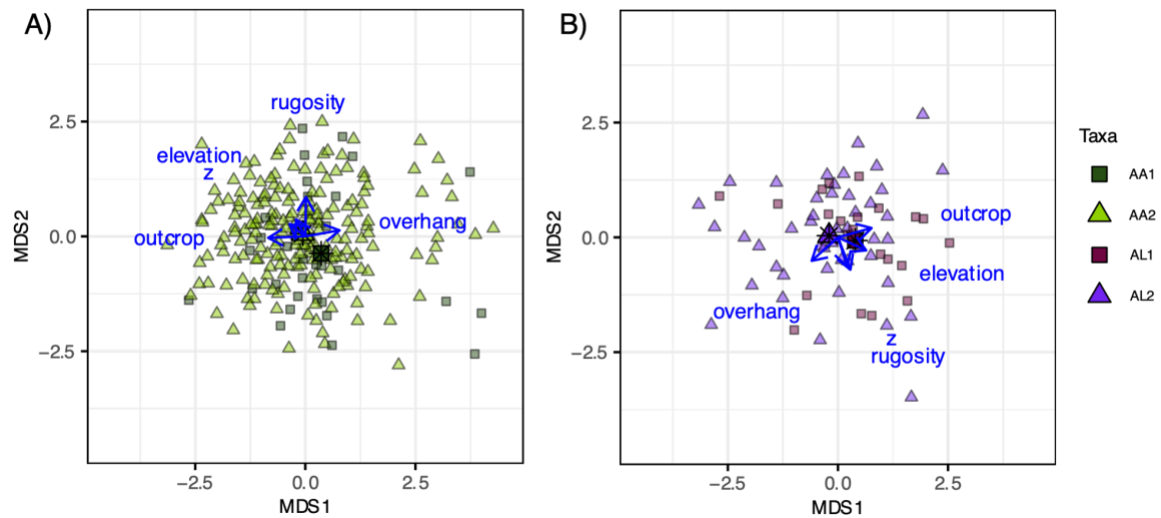 A)
MDS2
2.5
0.0
−2.5
rugosity
elevation
z
outcrop
overhang
−2.5 0.0 2.5
MDS1
B)
MDS2
2.5
0.0
−2.5
outcrop
elevation
overhang
z
rugosity
−2.5 0.0 2.5
MDS1
Taxa
AA1
AA2
AL1
AL2